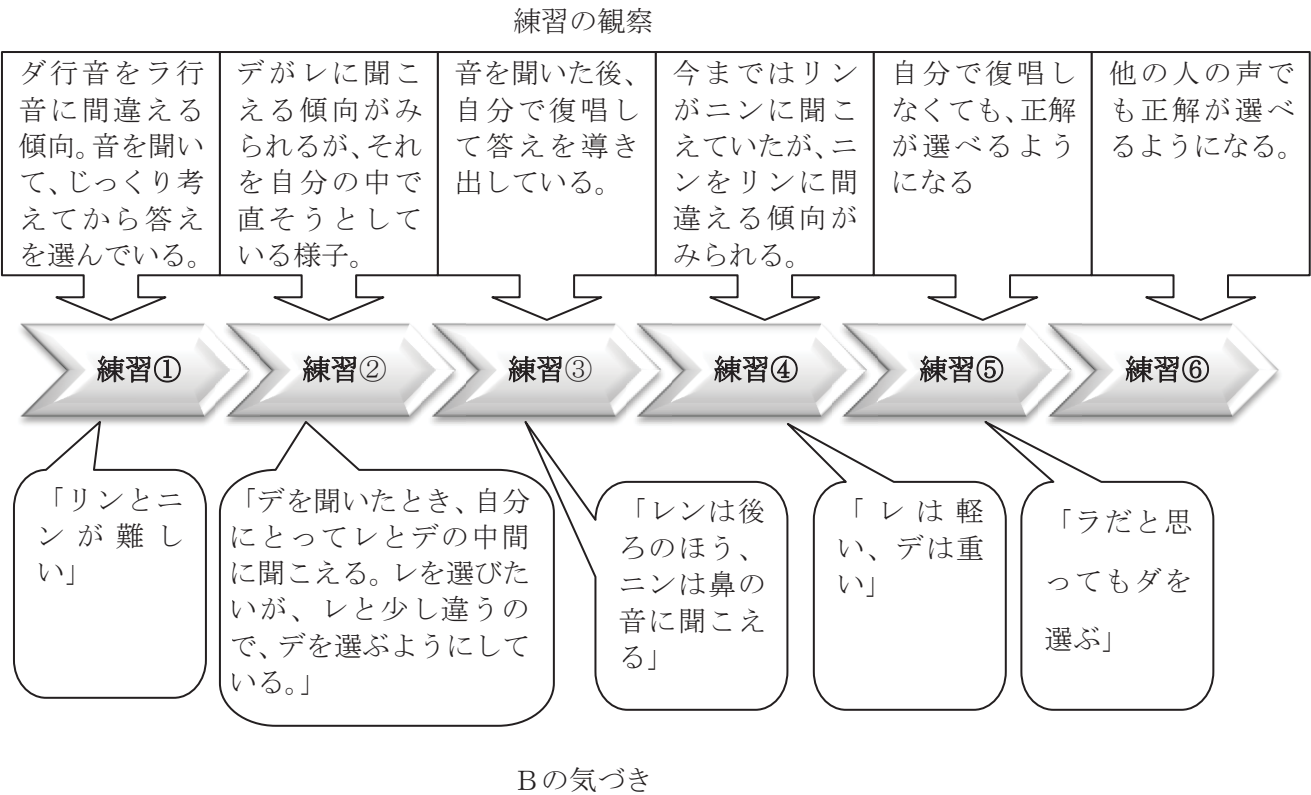 練習の観察
ダ行音をラ行
音に間違える
傾向。音を聞い
て、じっくり考
えてから答え
を選んでいる。
デがレに聞こ
える傾向がみ
られるが、それ
を自分の中で
直そうとして
いる様子。
音を聞いた後、
自分で復唱し
て答えを導き
出している。
今まではリン
がニンに聞こ
えていたが、ニ
ンをリンに間
違える傾向が
みられる。
自分で復唱し
なくても、正解
が選べるよう
になる
他の人の声で
も正解が選べ
るようになる。
練習①
練習②
練習③
練習④
練習⑤
練習⑥
「リンとニ
ンが難し
い」
「デを聞いたとき、自分
にとってレとデの中間
に聞こえる。レを選びた
いが、レと少し違うの
で、デを選ぶようにして
いる。」
「レンは後
ろのほう、
ニンは鼻の
音に聞こえ
る」
「レは軽
い、デは重
い」
「ラだと思
ってもダを
選ぶ」
Bの気づき